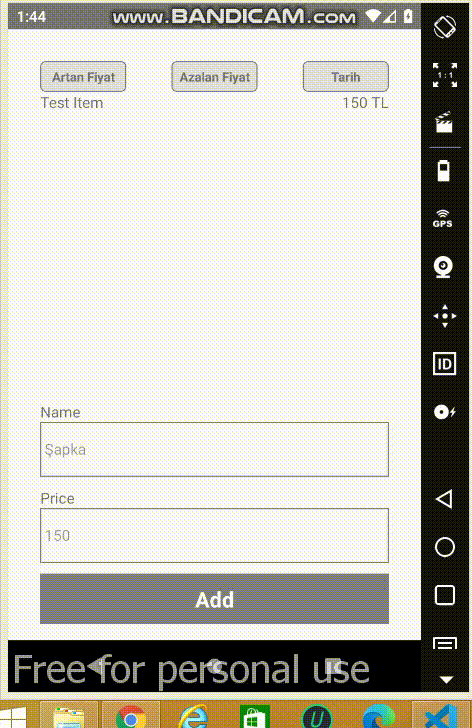 1:44
www.BANDICAM.com
Artan Fiyat Azalan Fiyat Tarih
Test Item 150 TL
Name
Şapka
Price
150
Add
Free for personal use
1:1
GPS
ID